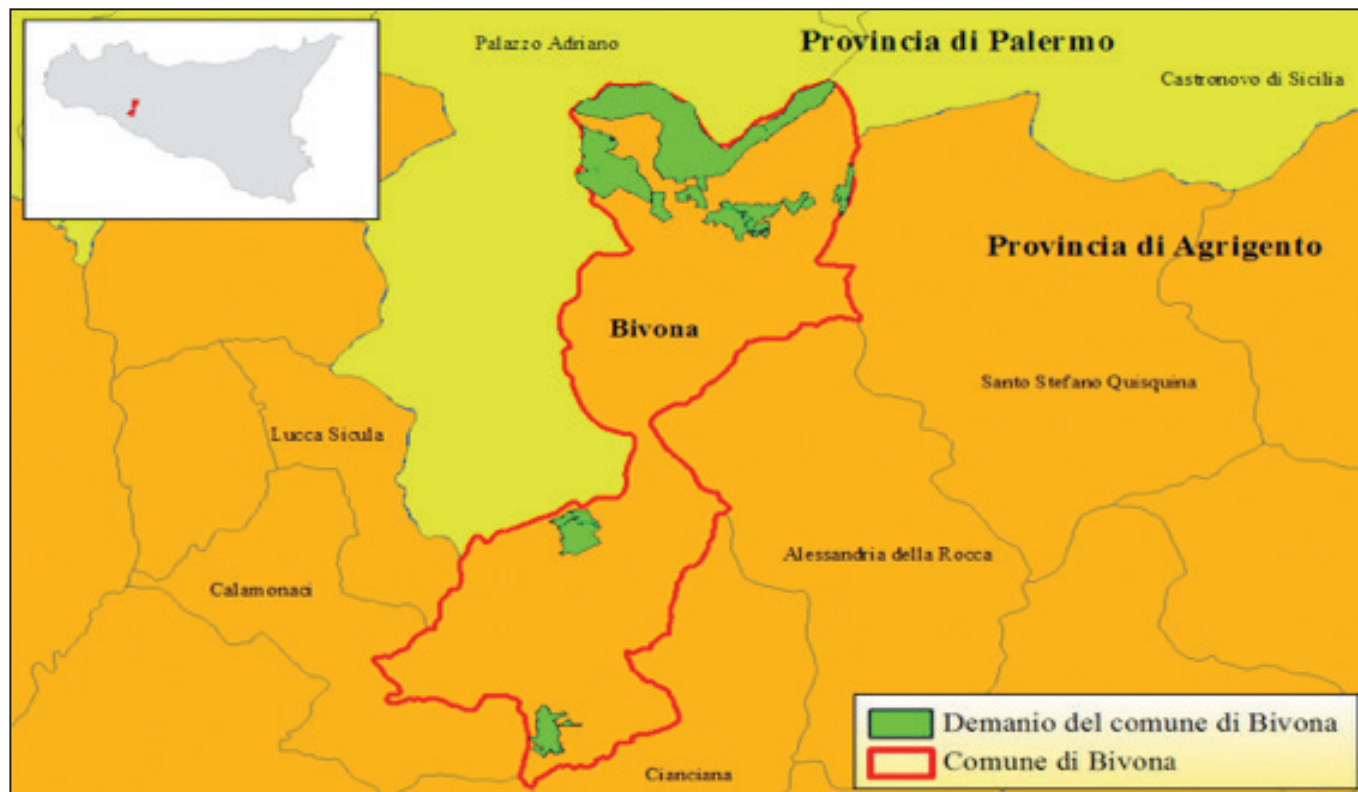 Palazzo Adriano
Provincia di Palermo
Castronovo di Sicilia
Provincia di Agrigento
Bivona
Santo Stefano Quisquina
Lucca Sicula
Alessandria della Rocca
Calamonaci
Demanio del comune di Bivona
Comune di Bivona
Cianciana